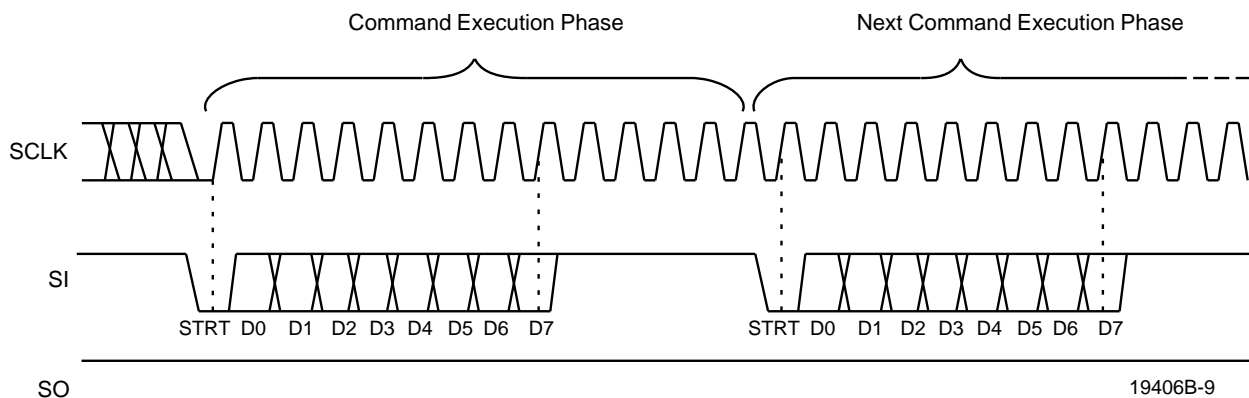 Command Execution Phase Next Command Execution Phase
SCLK
SI
STRT D0 D1 D2 D3 D4 D5 D6 D7 STRT D0 D1 D2 D3 D4 D5 D6 D7
SO
19406B-9